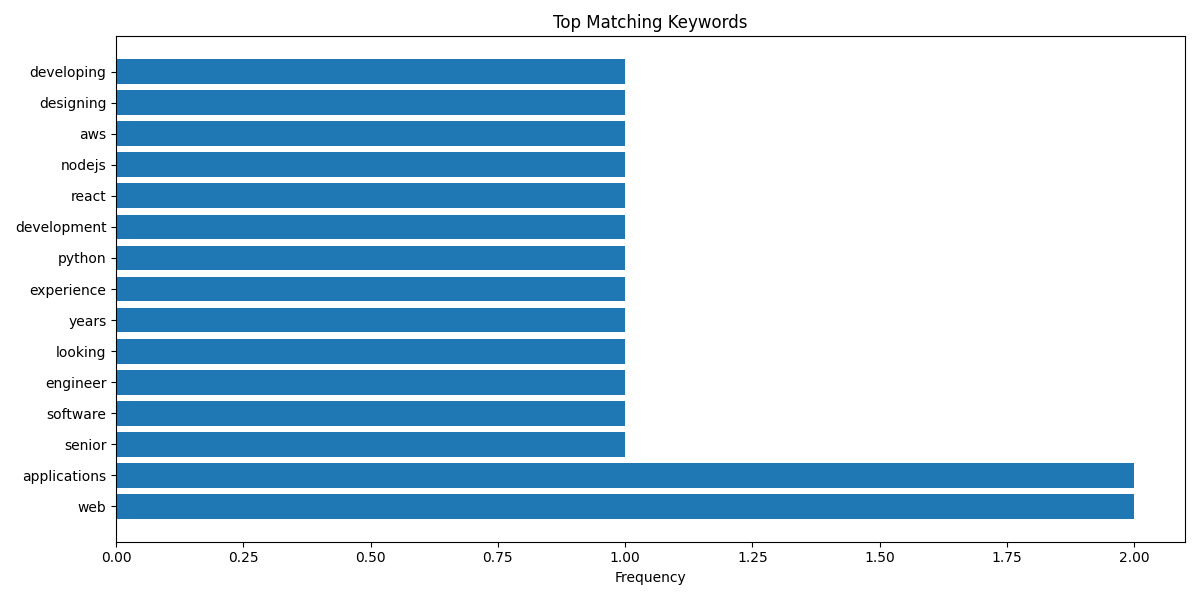 Top Matching Keywords
developing
designing
aws
nodejs
react
development
python
experience
years
looking
engineer
software
senior
applications
web
0.00 0.25 0.50 0.75 1.00 1.25 1.50 1.75 2.00
Frequency